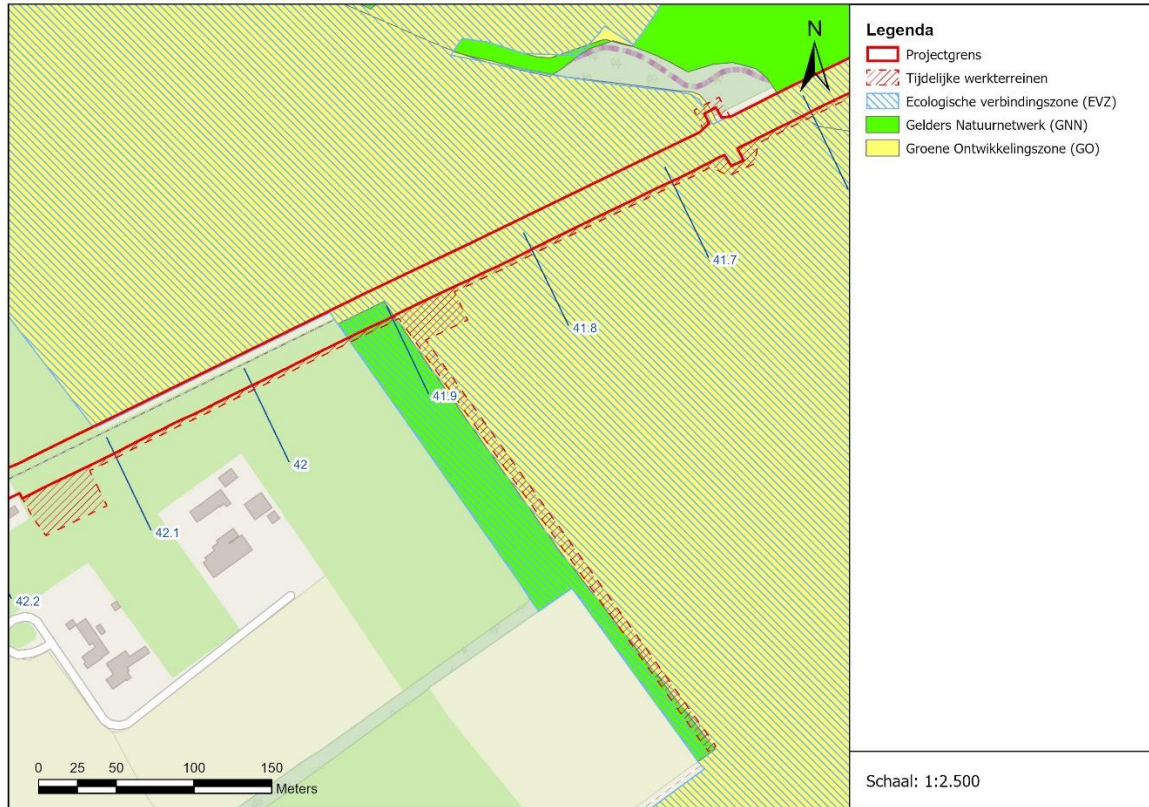 Legenda
Projectgrens
Tijdelijke werkterreinen
Ecologische verbindingszone (EVZ)
Gelders Natuurnetwerk (GNN)
Groene Ontwikkelingszone (GO)
N
41.7
41.8
41.9
42
42.1
42.2
0 25 50 100 150
Meters
Schaal: 1:2.500